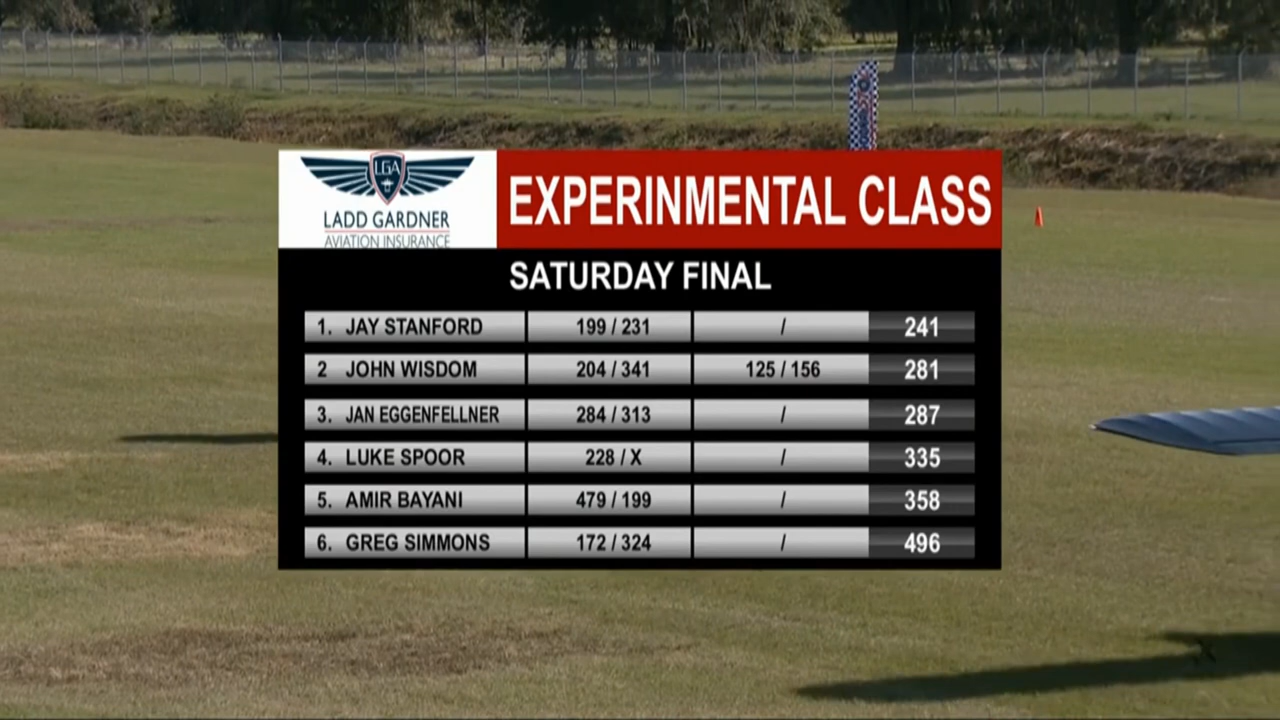 LGA
LADD GARDNER
AVIATION INSURANCE
EXPERINMENTAL CLASS
SATURDAY FINAL
1. JAY STANFORD 199 / 231 / 241
2 JOHN WISDOM 204 / 341 125 / 156 281
3. JAN EGGENFELLNER 284 / 313 / 287
4. LUKE SPOOR 228 / X / 335
5. AMIR BAYANI 479 / 199 / 358
6. GREG SIMMONS 172 / 324 / 496